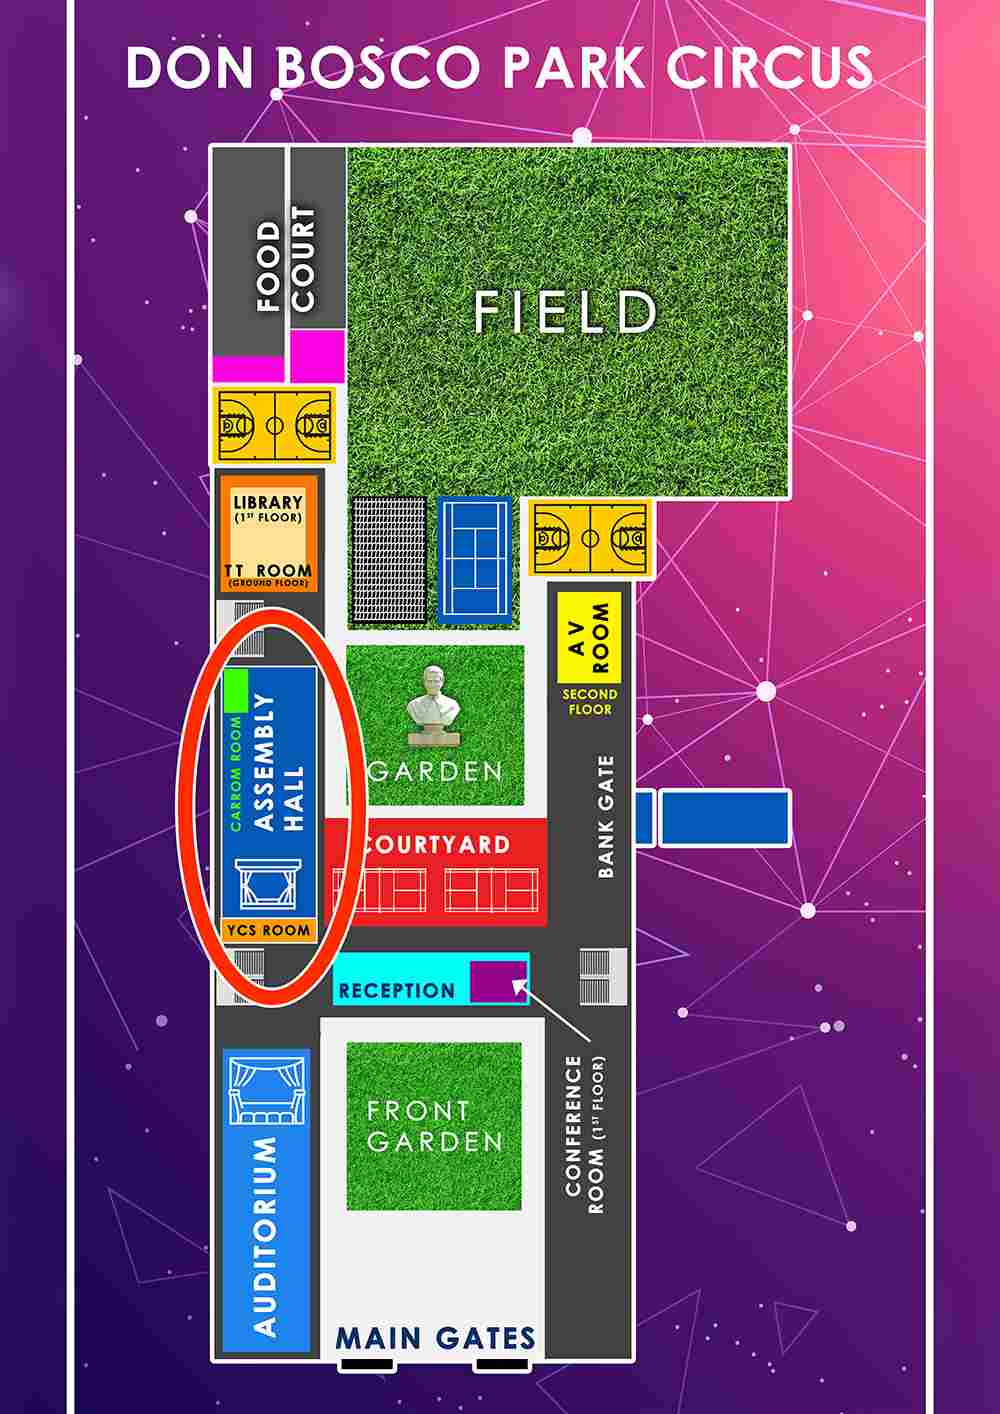 DON BOSCO PARK CIRCUS
FOOD
COURT
FIELD
LIBRARY
(1ST FLOOR)
TT ROOM
(GROUND FLOOR)
AV
ROOM
SECOND
FLOOR
CARROM ROOM
ASSEMBLY
HALL
GARDEN
BANK GATE
COURTYARD
YCS ROOM
RECEPTION
CONFERENCE
ROOM (1ST FLOOR)
FRONT
GARDEN
AUDITORIUM
MAIN GATES